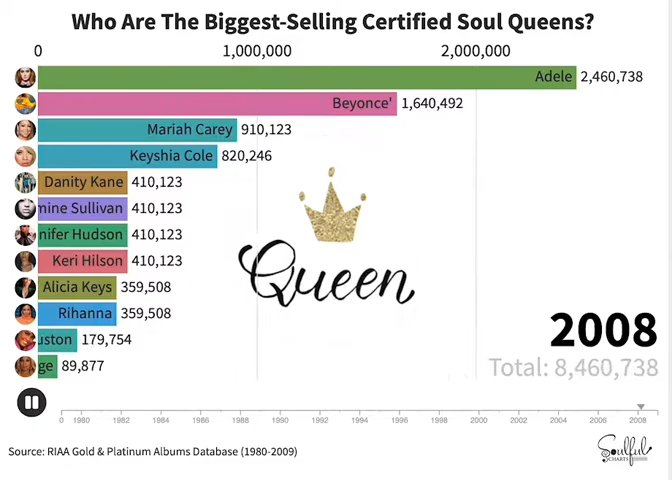 Who Are The Biggest-Selling Certified Soul Queens?
0 1,000,000 2,000,000
Adele 2,460,738
Beyonce' 1,640,492
Mariah Carey 910,123
Keyshia Cole 820,246
Danity Kane 410,123
mine Sullivan 410,123
nifer Hudson 410,123
Keri Hilson 410,123
Alicia Keys 359,508
Rihanna 359,508
uston 179,754
ge 89,877
Queen
2008
Total: 8,460,738
0 1980 1982 1984 1986 1988 1990 1992 1994 1996 1998 2000 2002 2004 2006 2008
Source: RIAA Gold & Platinum Albums Database (1980-2009)
Soulful
CHARTS